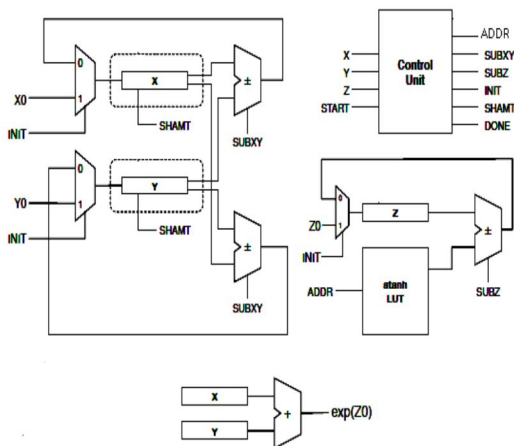 0
X0
1
INIT
X
SHAMT
±
SUBXY
0
Y0
1
INIT
Y
SHAMT
±
SUBXY
X
Y
Z
START
Control
Unit
ADDR
SUBXY
SUBZ
INIT
SHAMT
DONE
0
Z0
1
INIT
Z
±
ADDR
atanh
LUT
SUBZ
X
Y
+
exp(Z0)